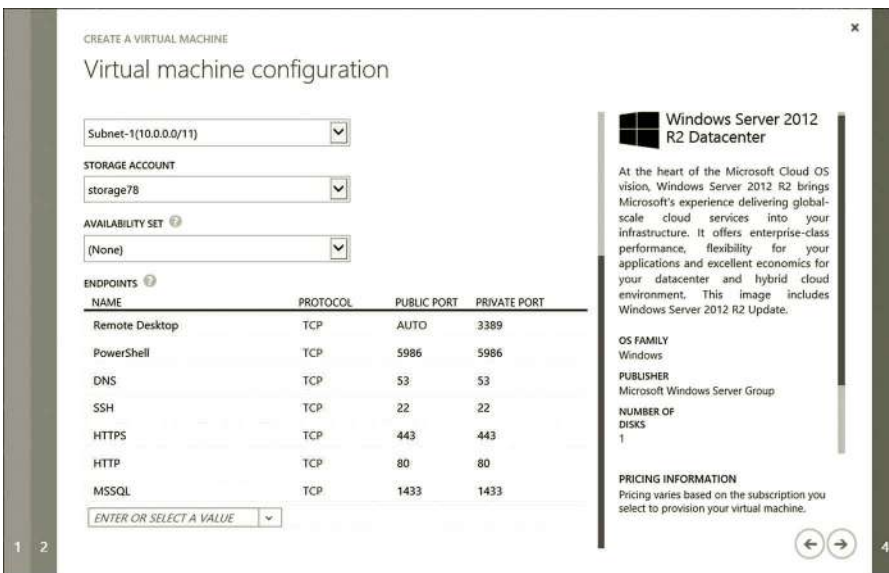 x
CREATE A VIRTUAL MACHINE
Virtual machine configuration
Subnet-1(10.0.0.0/11)
STORAGE ACCOUNT
storage78
AVAILABILITY SET ?
(None)
ENDPOINTS ?
NAME PROTOCOL PUBLIC PORT PRIVATE PORT
Remote Desktop TCP AUTO 3389
PowerShell TCP 5986 5986
DNS TCP 53 53
SSH TCP 22 22
HTTPS TCP 443 443
HTTP TCP 80 80
MSSQL TCP 1433 1433
ENTER OR SELECT A VALUE
Windows Server 2012
R2 Datacenter
At the heart of the Microsoft Cloud OS
vision, Windows Server 2012 R2 brings
Microsoft's experience delivering global-
scale cloud services into your
infrastructure. It offers enterprise-class
performance, flexibility for your
applications and excellent economics for
your datacenter and hybrid cloud
environment. This image includes
Windows Server 2012 R2 Update.
OS FAMILY
Windows
PUBLISHER
Microsoft Windows Server Group
NUMBER OF
DISKS
1
PRICING INFORMATION
Pricing varies based on the subscription you
select to provision your virtual machine.
1 2
4